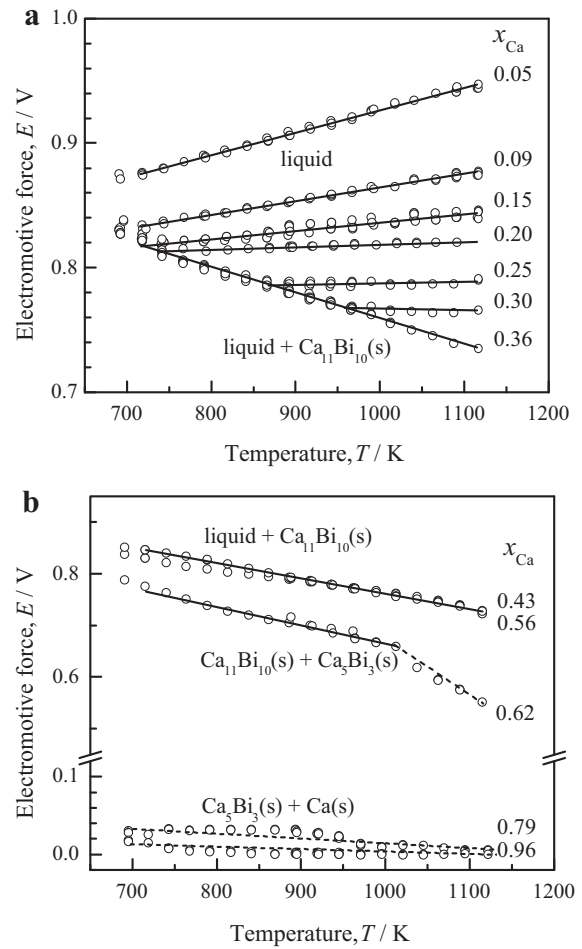 a
1.0
0.9
0.8
0.7
Electromotive force, E / V
x_Ca
0.05
liquid
0.09
0.15
0.20
0.25
0.30
0.36
liquid + Ca₁₁Bi₁₀(s)
700 800 900 1000 1100 1200
Temperature, T / K
b
x_Ca
liquid + Ca₁₁Bi₁₀(s)
0.8
0.6
0.1
0.0
Electromotive force, E / V
0.43
0.56
Ca₁₁Bi₁₀(s) + Ca₅Bi₃(s)
0.62
Ca₅Bi₃(s) + Ca(s)
0.79
0.96
700 800 900 1000 1100 1200
Temperature, T / K